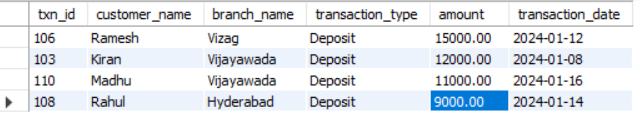 txn_id customer_name branch_name transaction_type amount transaction_date
106 Ramesh Vizag Deposit 15000.00 2024-01-12
103 Kiran Vijayawada Deposit 12000.00 2024-01-08
110 Madhu Vijayawada Deposit 11000.00 2024-01-16
108 Rahul Hyderabad Deposit 9000.00 2024-01-14